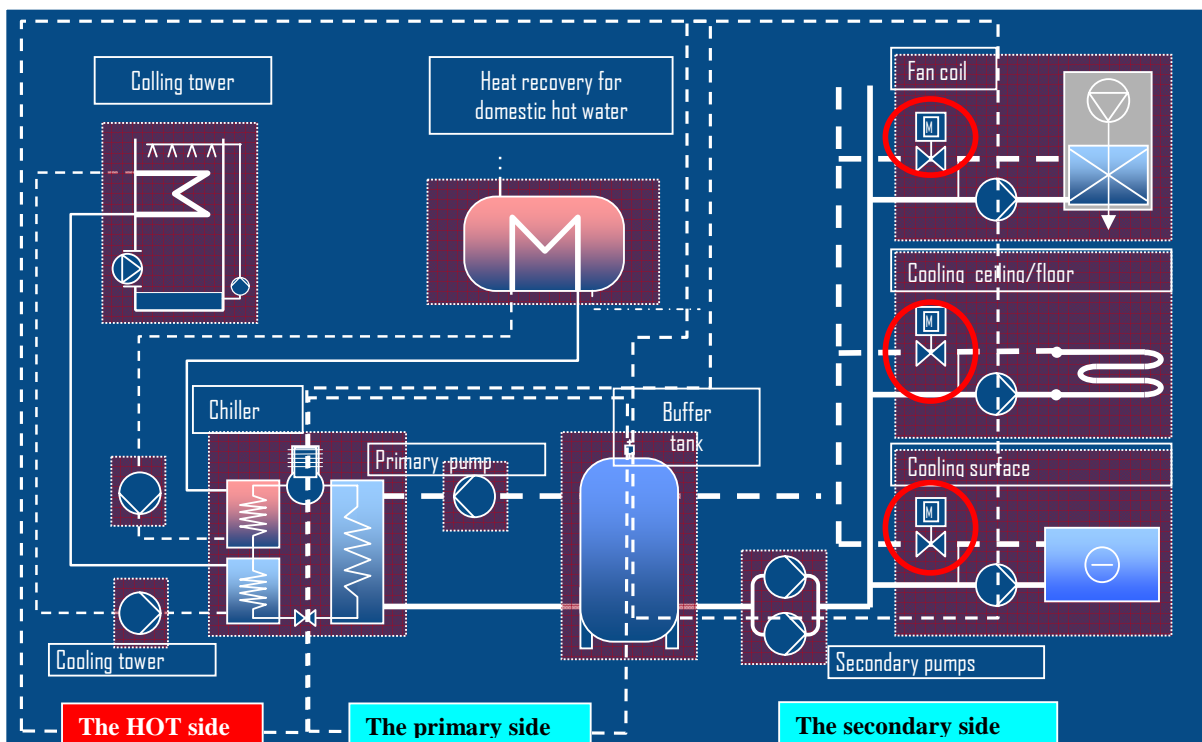 Colling tower
Heat recovery for
domestic hot water
Fan coil
M
Cooling ceiling/floor
M
Chiller
Buffer
tank
Primary pump
Cooling surface
M
Cooling tower
Secondary pumps
The HOT side
The primary side
The secondary side